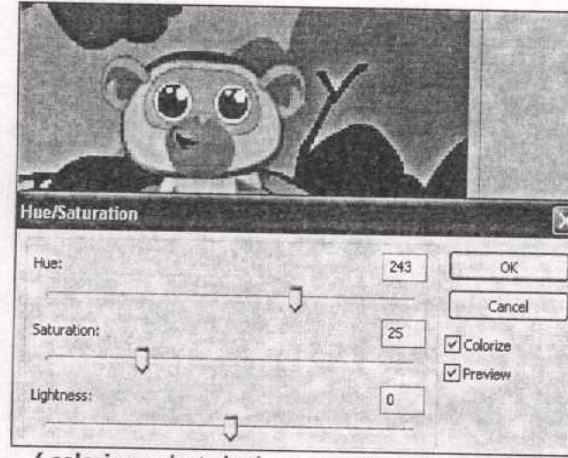 Hue/Saturation
Hue:
243
OK
Cancel
Saturation:
25
Colorize
Preview
Lightness:
0